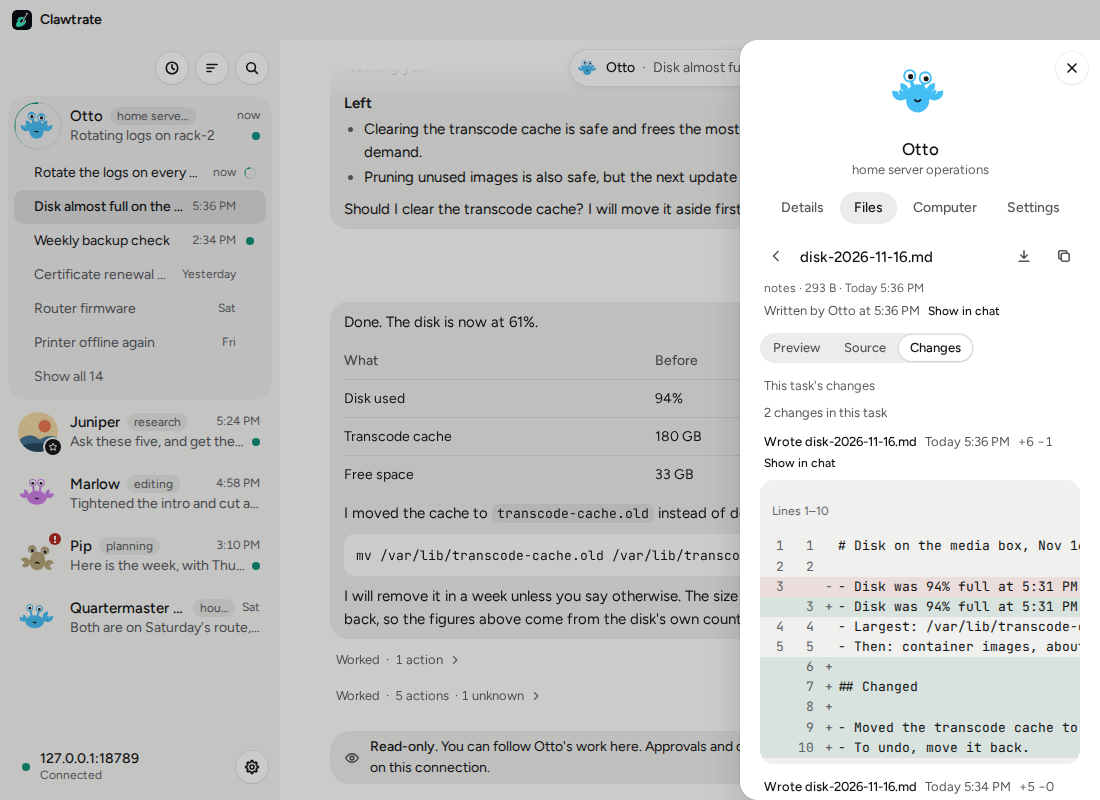 Clawtrate
Otto
home serve...
now
Rotating logs on rack-2
Rotate the logs on every ...
now
Disk almost full on the ...
5:36 PM
Weekly backup check
2:34 PM
Certificate renewal ...
Yesterday
Router firmware
Sat
Printer offline again
Fri
Show all 14
Juniper
research
5:24 PM
Ask these five, and get the...
Marlow
editing
4:58 PM
Tightened the intro and cut a...
Pip
planning
3:10 PM
Here is the week, with Thu...
Quartermaster ...
hou...
Sat
Both are on Saturday's route,...
127.0.0.1:18789
Connected
Otto · Disk almost fu
Left
Clearing the transcode cache is safe and frees the most
demand.
Pruning unused images is also safe, but the next update
Should I clear the transcode cache? I will move it aside first
Done. The disk is now at 61%.
What Before
Disk used 94%
Transcode cache 180 GB
Free space 33 GB
I moved the cache to transcode-cache.old instead of d
mv /var/lib/transcode-cache.old /var/lib/transco
I will remove it in a week unless you say otherwise. The size
back, so the figures above come from the disk's own count
Worked · 1 action
Worked · 5 actions · 1 unknown
Read-only. You can follow Otto's work here. Approvals and
on this connection.
Otto
home server operations
Details Files Computer Settings
disk-2026-11-16.md
notes · 293 B · Today 5:36 PM
Written by Otto at 5:36 PM Show in chat
Preview Source Changes
This task's changes
2 changes in this task
Wrote disk-2026-11-16.md Today 5:36 PM +6 −1
Show in chat
Lines 1–10
1 1 # Disk on the media box, Nov 16
2 2
3 - - Disk was 94% full at 5:31 PM
3 + - Disk was 94% full at 5:31 PM
4 4 - Largest: /var/lib/transcode-c
5 5 - Then: container images, about
6 +
7 + ## Changed
8 +
9 + - Moved the transcode cache to
10 + - To undo, move it back.
Wrote disk-2026-11-16.md Today 5:34 PM +5 −0